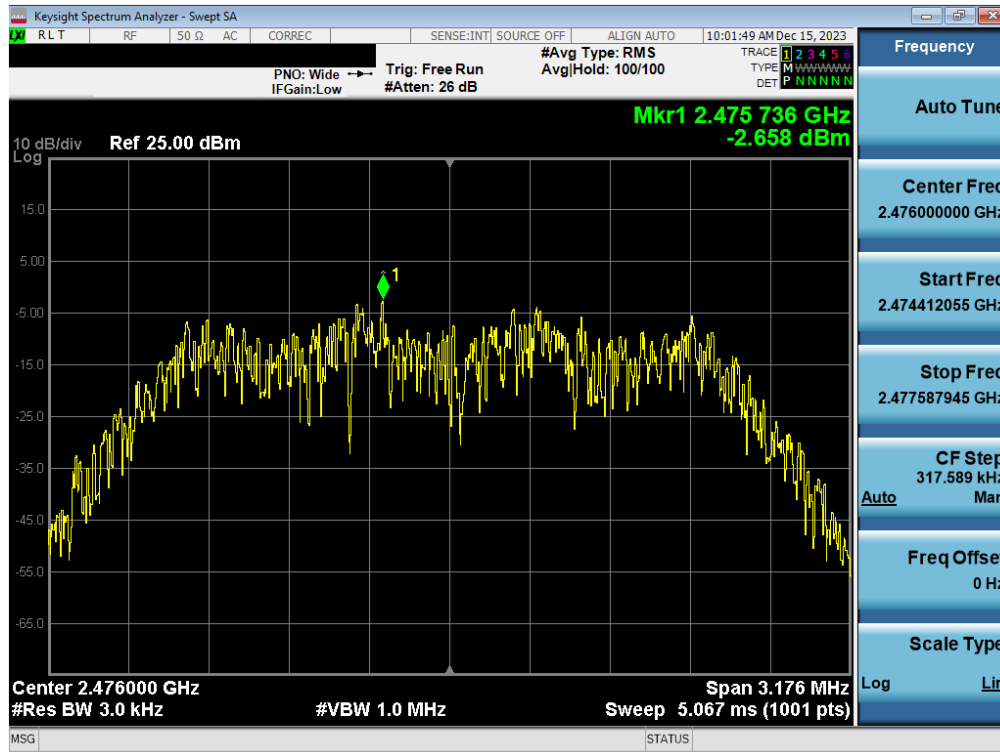 Keysight Spectrum Analyzer - Swept SA
LXI R L T RF 50 Ω AC CORREC SENSE:INT SOURCE OFF ALIGN AUTO 10:01:49 AM Dec 15, 2023
PNO: Wide
IFGain:Low
Trig: Free Run
#Atten: 26 dB
#Avg Type: RMS
Avg|Hold: 100/100
TRACE 1 2 3 4 5 6
TYPE M W W W W W
DET P N N N N N
Mkr1 2.475 736 GHz
-2.658 dBm
10 dB/div Ref 25.00 dBm
Log
15.0
5.00
-5.00
-15.0
-25.0
-35.0
-45.0
-55.0
-65.0
1
Center 2.476000 GHz Span 3.176 MHz
#Res BW 3.0 kHz #VBW 1.0 MHz Sweep 5.067 ms (1001 pts)
MSG STATUS
Frequency
Auto Tune
Center Freq
2.476000000 GHz
Start Freq
2.474412055 GHz
Stop Freq
2.477587945 GHz
CF Step
317.589 kHz
Auto Man
Freq Offset
0 Hz
Scale Type
Log Lin